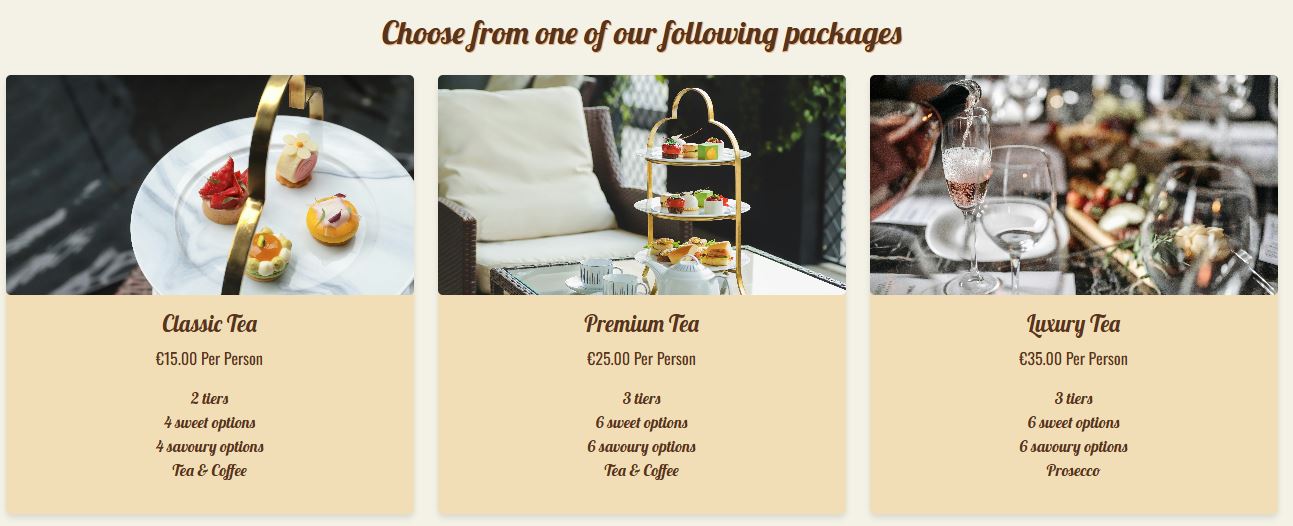 Choose from one of our following packages
Classic Tea
€15.00 Per Person
2 tiers
4 sweet options
4 savoury options
Tea & Coffee
Premium Tea
€25.00 Per Person
3 tiers
6 sweet options
6 savoury options
Tea & Coffee
Luxury Tea
€35.00 Per Person
3 tiers
6 sweet options
6 savoury options
Prosecco